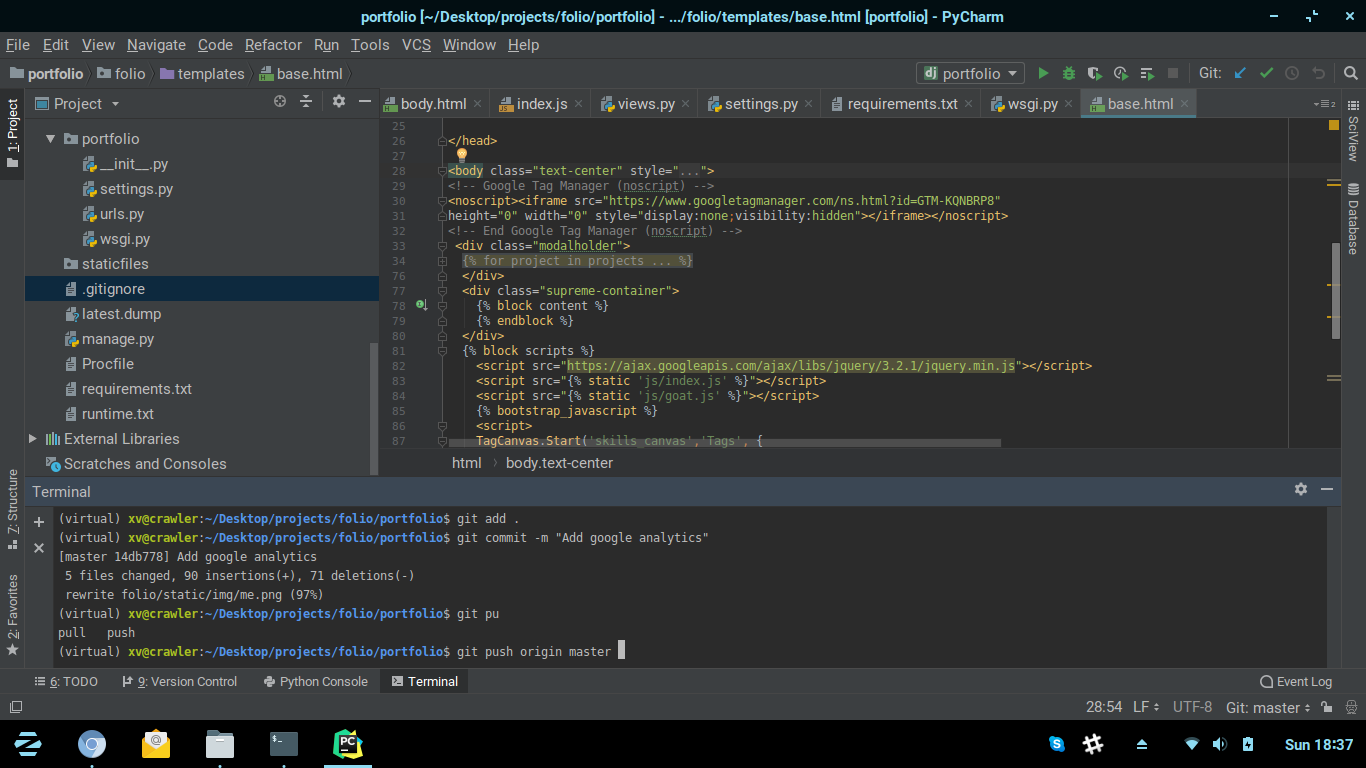 portfolio [~/Desktop/projects/folio/portfolio] - .../folio/templates/base.html [portfolio] - PyCharm
File Edit View Navigate Code Refactor Run Tools VCS Window Help
portfolio folio templates base.html
dj portfolio Git:
1: Project
Project
body.html index.js views.py settings.py requirements.txt wsgi.py base.html 2
portfolio
__init__.py
settings.py
urls.py
wsgi.py
staticfiles
.gitignore
latest.dump
manage.py
Procfile
requirements.txt
runtime.txt
External Libraries
Scratches and Consoles
25
26 </head>
27
28 <body class="text-center" style="...">
29 <!-- Google Tag Manager (noscript) -->
30 <noscript><iframe src="https://www.googletagmanager.com/ns.html?id=GTM-KQNBRP8"
31 height="0" width="0" style="display:none;visibility:hidden"></iframe></noscript>
32 <!-- End Google Tag Manager (noscript) -->
33 <div class="modalholder">
34 {% for project in projects ... %}
76 </div>
77 <div class="supreme-container">
78 {% block content %}
79 {% endblock %}
80 </div>
81 {% block scripts %}
82 <script src="https://ajax.googleapis.com/ajax/libs/jquery/3.2.1/jquery.min.js"></script>
83 <script src="{% static 'js/index.js' %}"></script>
84 <script src="{% static 'js/goat.js' %}"></script>
85 {% bootstrap_javascript %}
86 <script>
87 TagCanvas.Start('skills_canvas','Tags', {
html body.text-center
SciView
Database
Z: Structure
2: Favorites
Terminal
(virtual) xv@crawler:~/Desktop/projects/folio/portfolio$ git add .
(virtual) xv@crawler:~/Desktop/projects/folio/portfolio$ git commit -m "Add google analytics"
[master 14db778] Add google analytics
5 files changed, 90 insertions(+), 71 deletions(-)
rewrite folio/static/img/me.png (97%)
(virtual) xv@crawler:~/Desktop/projects/folio/portfolio$ git pu
pull push
(virtual) xv@crawler:~/Desktop/projects/folio/portfolio$ git push origin master
6: TODO 9: Version Control Python Console Terminal Event Log
28:54 LF UTF-8 Git: master
PC
Sun 18:37